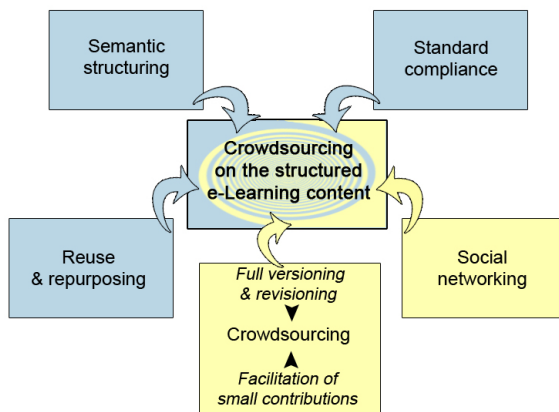 Semantic
structuring
Standard
compliance
Crowdsourcing
on the structured
e-Learning content
Reuse
& repurposing
Social
networking
Full versioning
& revisioning
Crowdsourcing
Facilitation of
small contributions